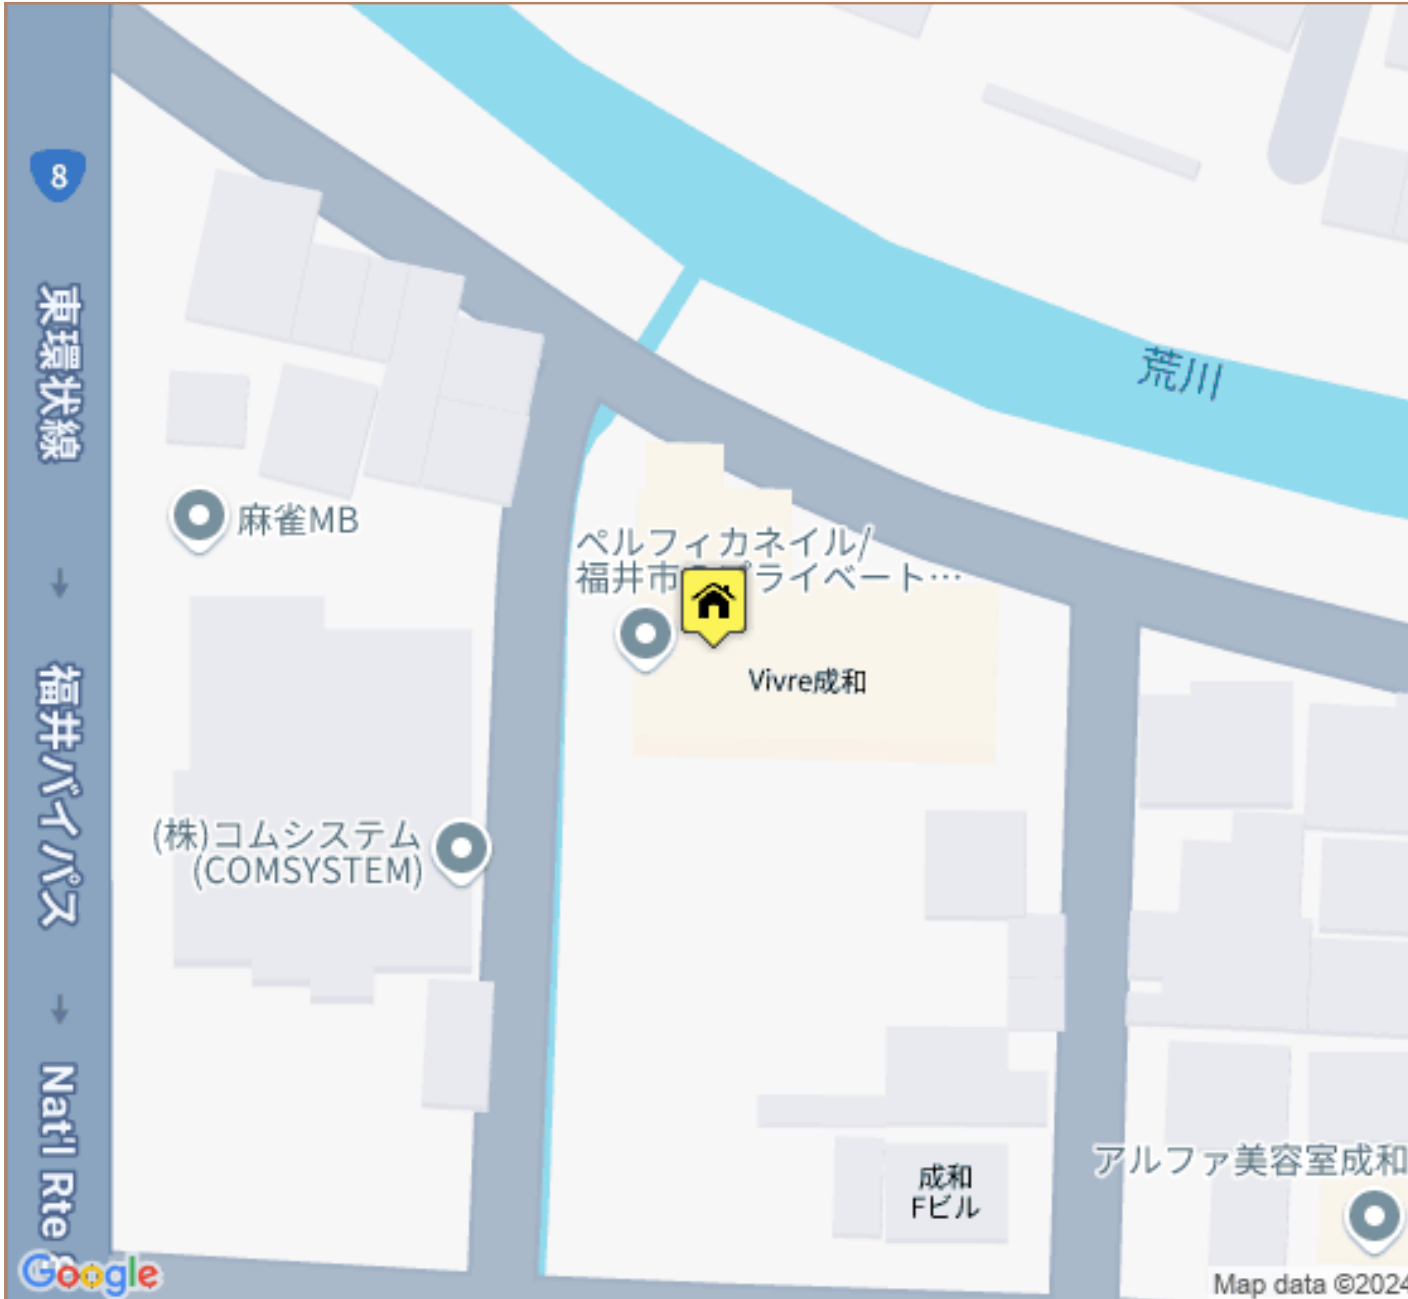 8
東環状線
荒川
麻雀MB
ペルフィカネイル/
福井市のプライベート…
福井バイパス
Vivre成和
(株)コムシステム
(COMSYSTEM)
Nat'l Rte
アルファ美容室成和
成和
Fビル
Google
Map data ©2024